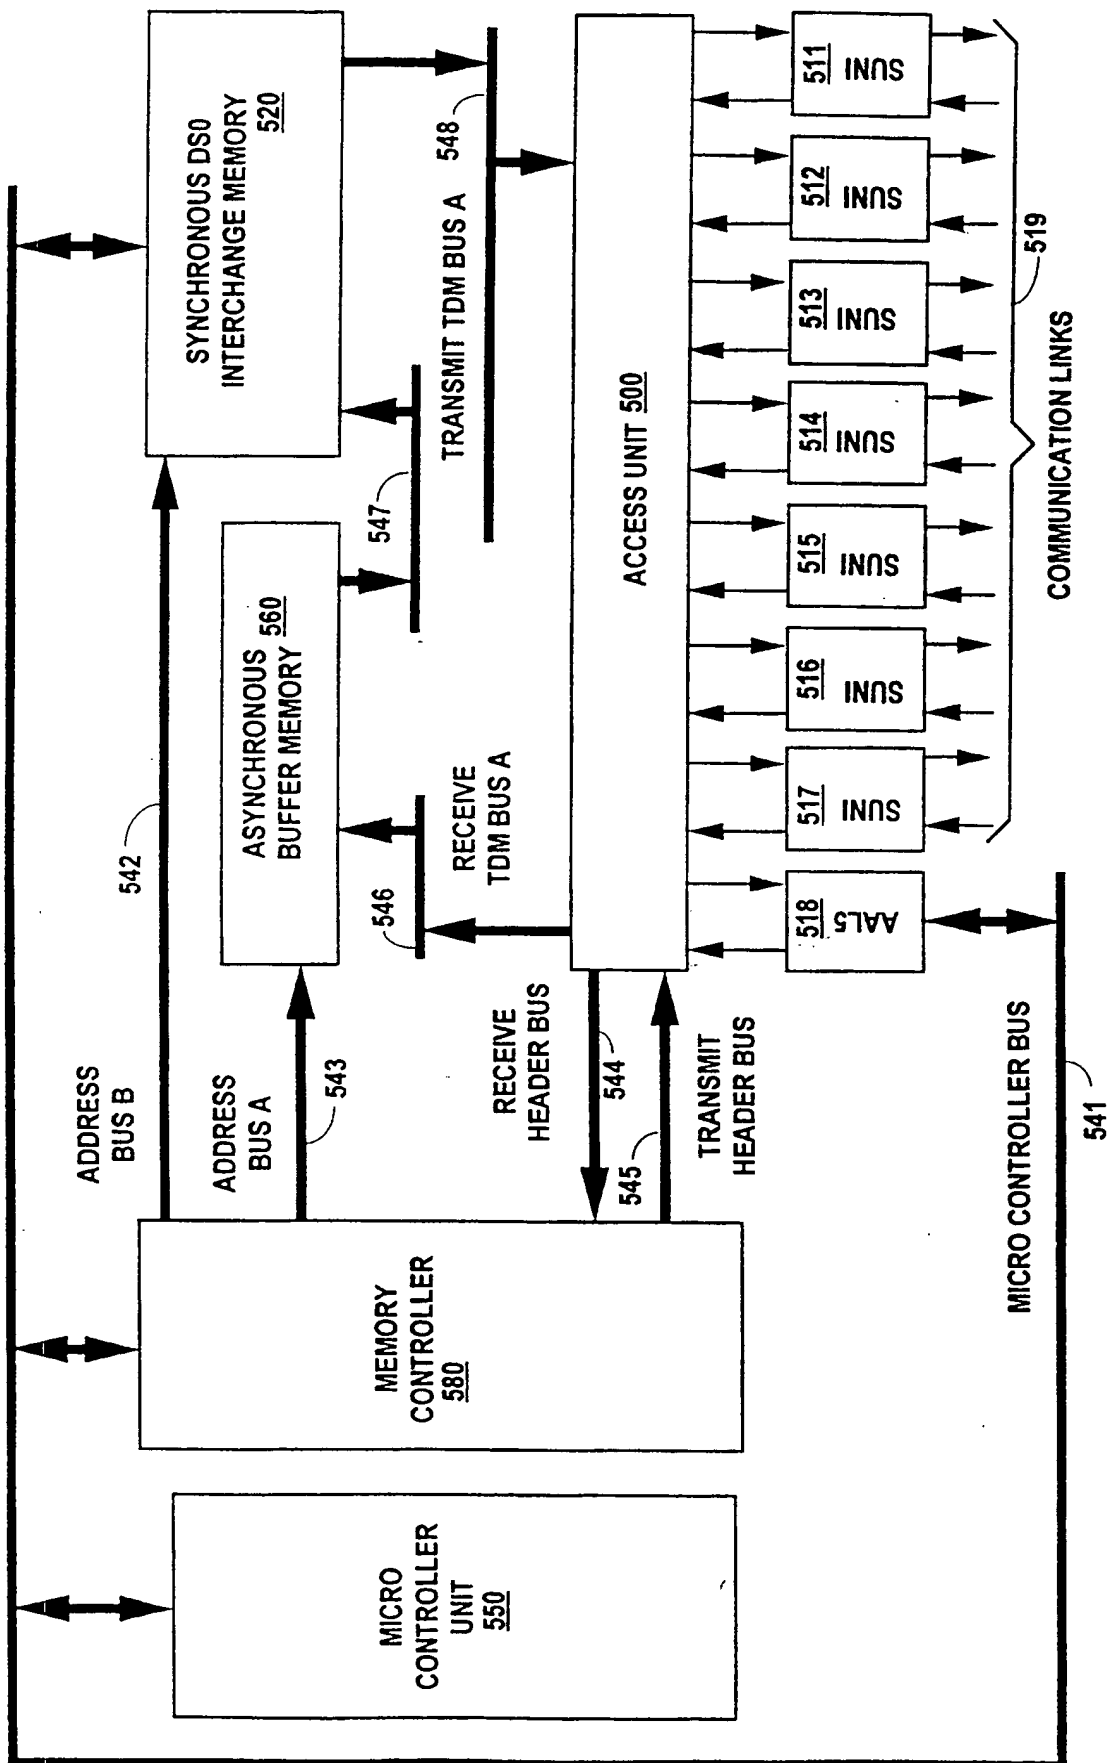 SYNCHRONOUS DS0
INTERCHANGE MEMORY
520
548
TRANSMIT TDM BUS A
547
542
ASYNCHRONOUS
BUFFER MEMORY
560
546
RECEIVE
TDM BUS A
ADDRESS
BUS B
ADDRESS
BUS A
543
ACCESS UNIT 500
RECEIVE
HEADER BUS
544
545
TRANSMIT
HEADER BUS
MEMORY
CONTROLLER
580
MICRO
CONTROLLER
UNIT
550
511
SUNI
512
SUNI
513
SUNI
514
SUNI
515
SUNI
516
SUNI
517
SUNI
518
AAL5
519
COMMUNICATION LINKS
MICRO CONTROLLER BUS
541